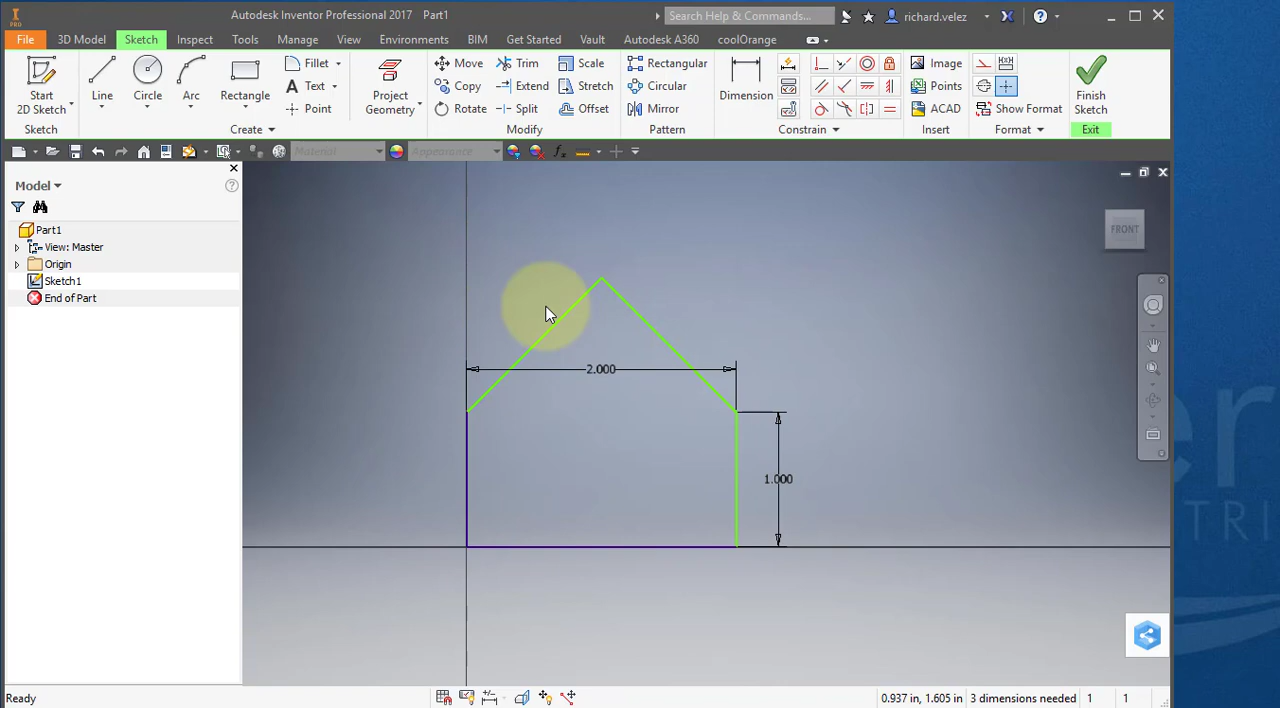 Autodesk Inventor Professional 2017 Part1
Search Help & Commands...
richard.velez
PRO
File 3D Model Sketch Inspect Tools Manage View Environments BIM Get Started Vault Autodesk A360 coolOrange
Start
2D Sketch
Sketch
Line
Circle
Arc
Rectangle
Fillet
Text
Point
Create
Project
Geometry
Move Trim Scale
Copy Extend Stretch
Rotate Split Offset
Modify
Rectangular
Circular
Mirror
Pattern
Dimension
Constrain
Image
Points
ACAD
Insert
Show Format
Format
Finish
Sketch
Exit
Material
Appearance
Model
Part1
View: Master
Origin
Sketch1
End of Part
FRONT
2.000
1.000
Ready
0.937 in, 1.605 in 3 dimensions needed 1 1